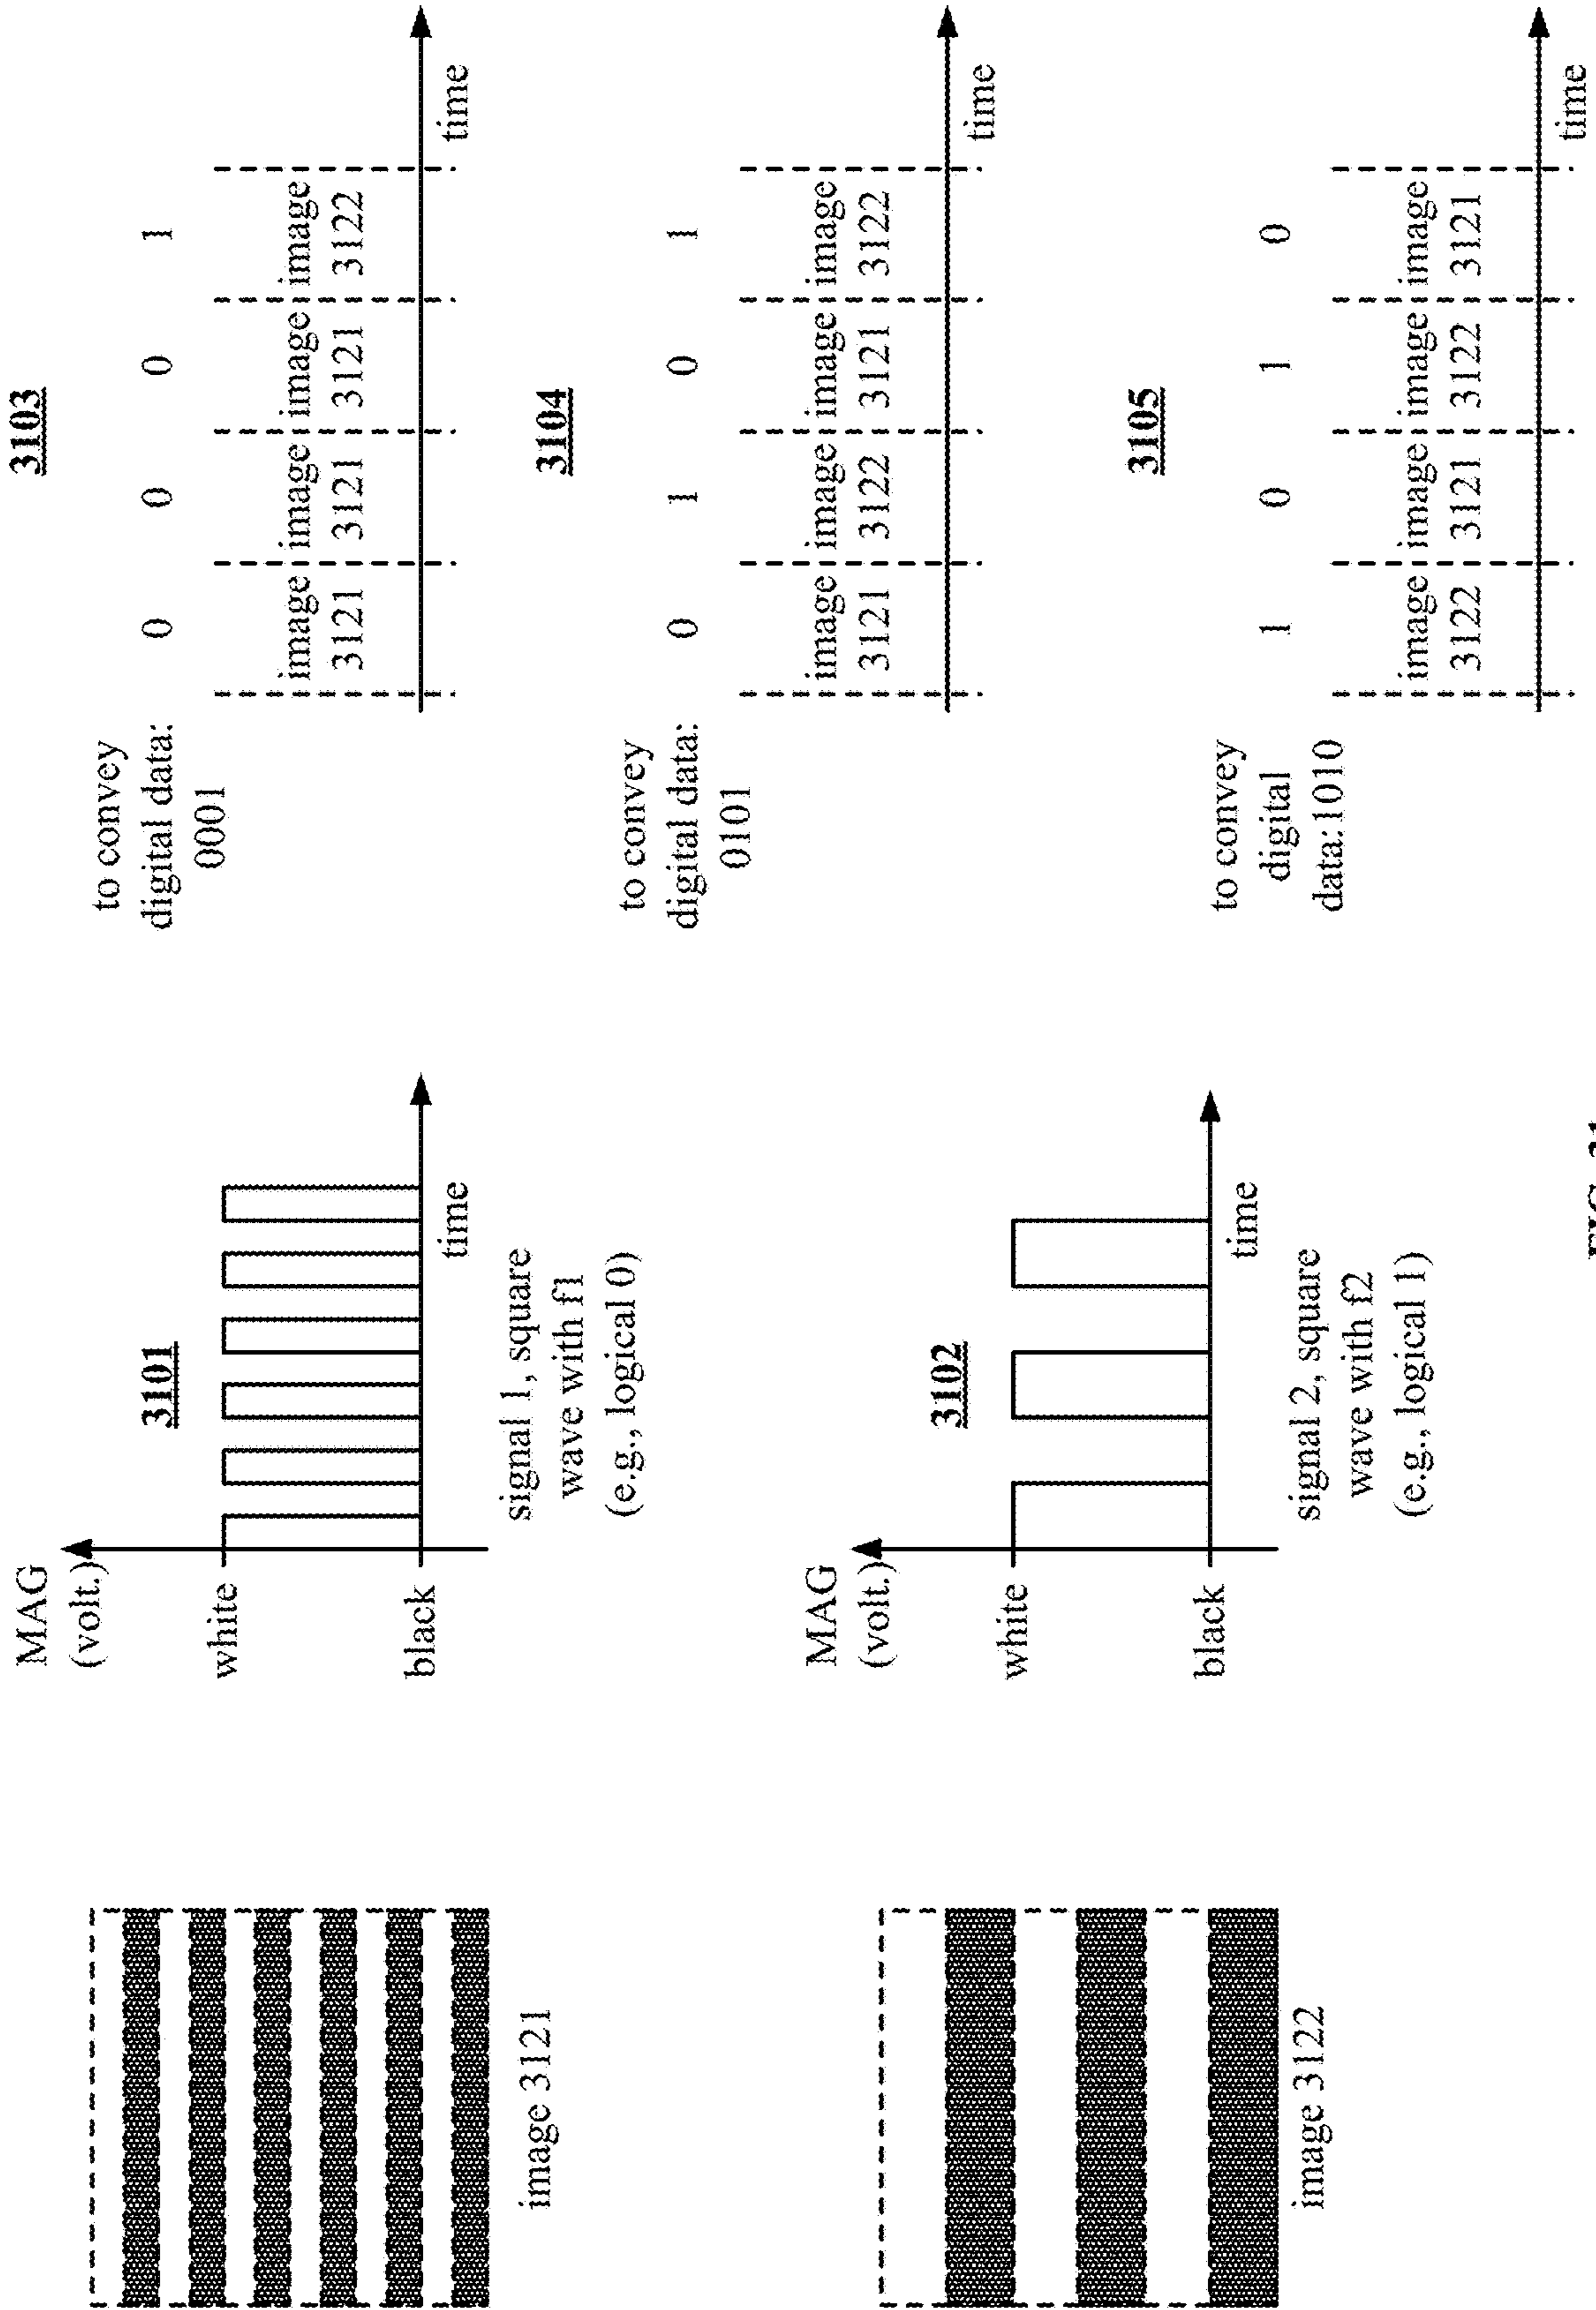 image 3121
3101
MAG
(volt.)
white
black
time
signal 1, square
wave with f1
(e.g., logical 0)
3103
to convey
digital data:
0001
0 0 0 1
image image image image
3121 3121 3121 3122
time
3104
to convey
digital data:
0101
0 1 0 1
image image image image
3121 3122 3121 3122
time
image 3122
3102
MAG
(volt.)
white
black
time
signal 2, square
wave with f2
(e.g., logical 1)
3105
to convey
digital
data:1010
1 0 1 0
image image image image
3122 3121 3122 3121
time
FIG. 31